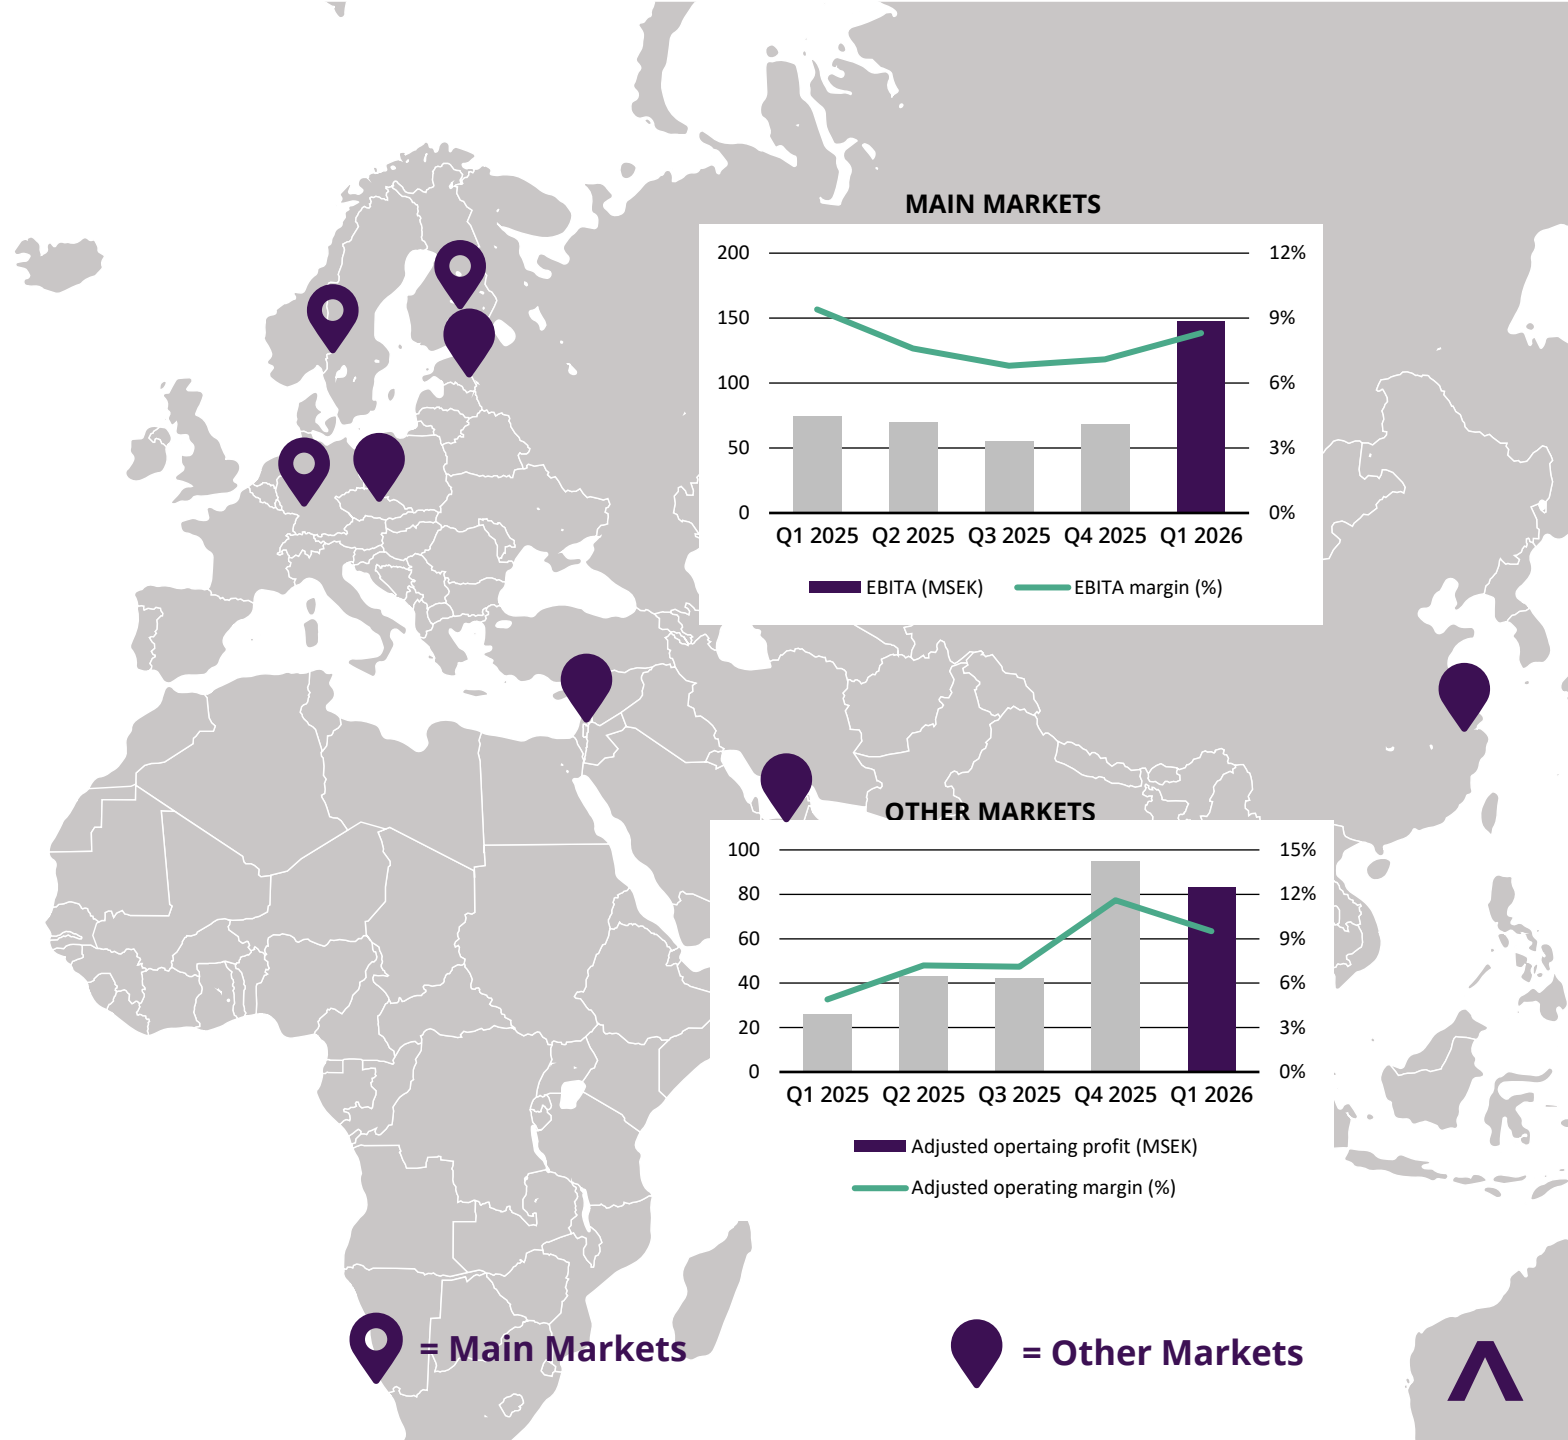 MAIN MARKETS
200
150
100
50
0
12%
9%
6%
3%
0%
Q1 2025 Q2 2025 Q3 2025 Q4 2025 Q1 2026
EBITA (MSEK) EBITA margin (%)
OTHER MARKETS
100
80
60
40
20
0
15%
12%
9%
6%
3%
0%
Q1 2025 Q2 2025 Q3 2025 Q4 2025 Q1 2026
Adjusted opertaing profit (MSEK)
Adjusted operating margin (%)
= Main Markets
= Other Markets